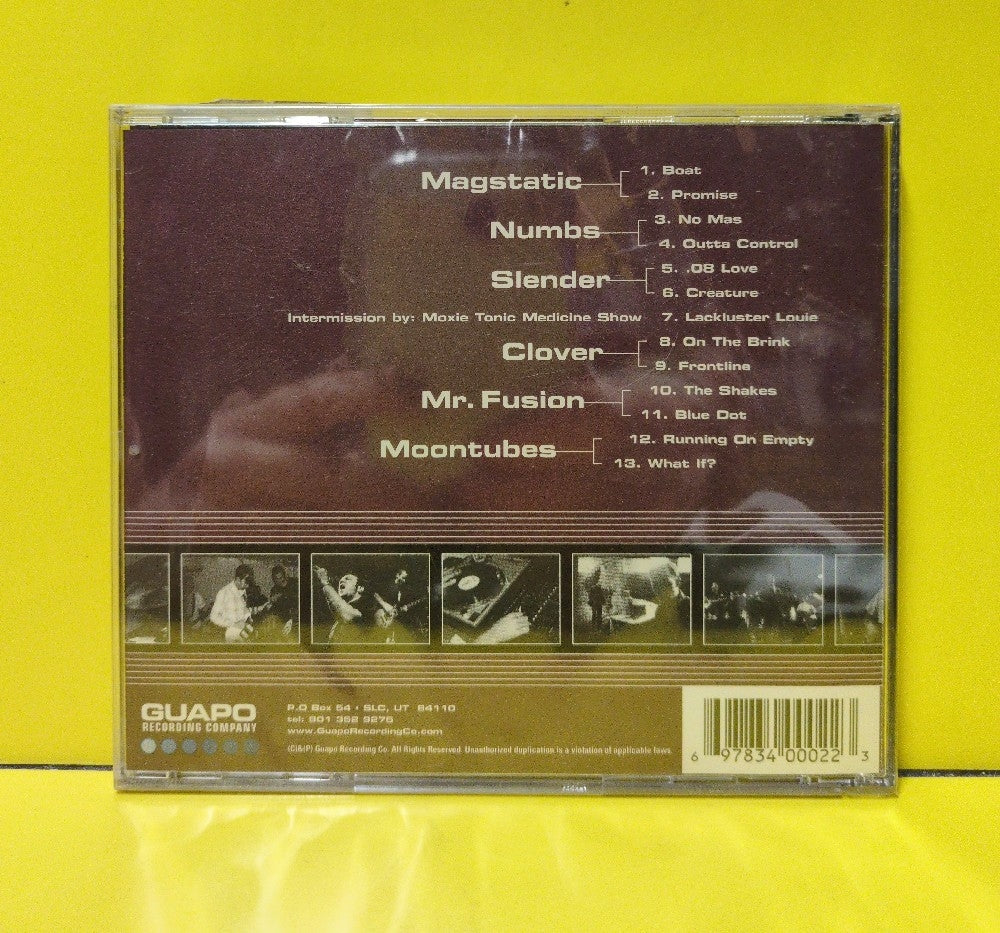 Magstatic
1. Boat
2. Promise
Numbs
3. No Mas
4. Outta Control
Slender
5. .08 Love
6. Creature
Intermission by: Moxie Tonic Medicine Show 7. Lackluster Louie
Clover
8. On The Brink
9. Frontline
Mr. Fusion
10. The Shakes
11. Blue Dot
Moontubes
12. Running On Empty
13. What If?
GUAPO
RECORDING COMPANY
P.O Box 54 • SLC, UT 84110
tel: 801 352 9275
www.GuapoRecordingCo.com
(C)&(P) Guapo Recording Co. All Rights Reserved. Unauthorized duplication is a violation of applicable laws.
6 97834 00022 3